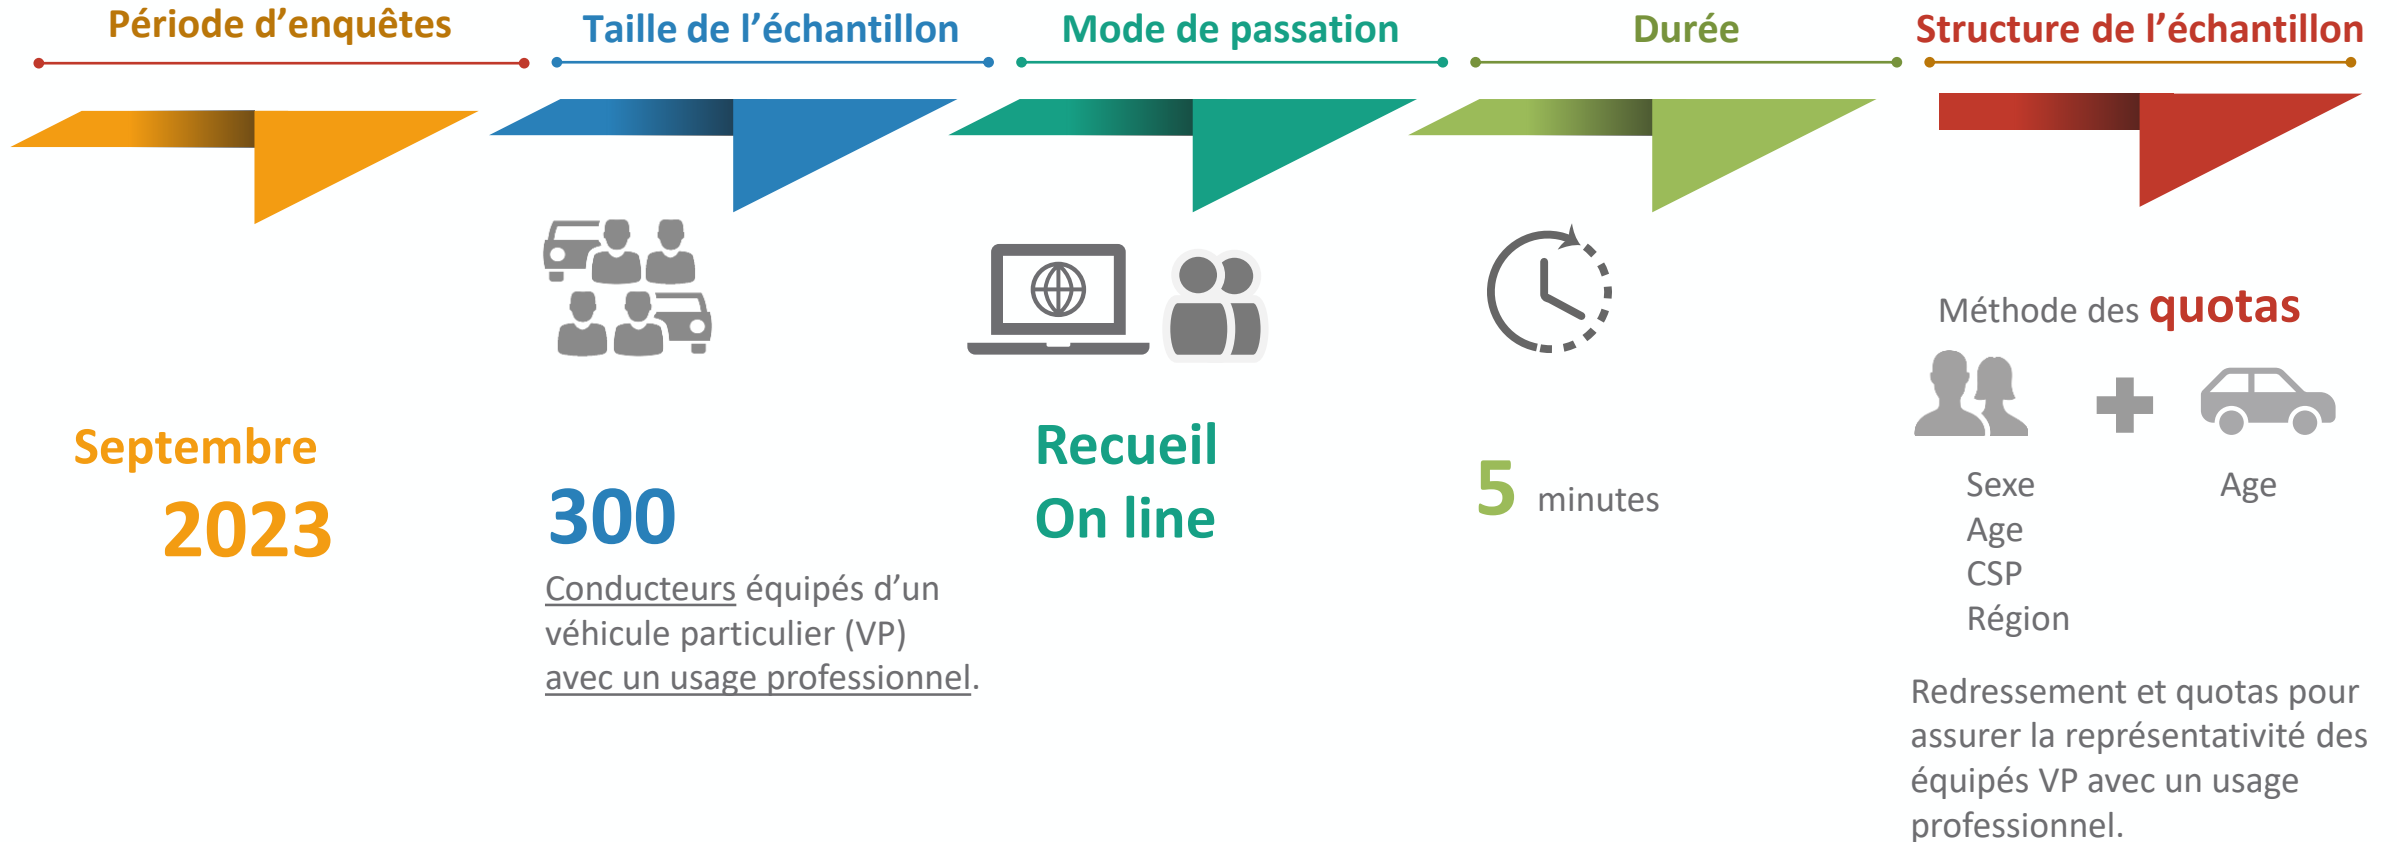 Période d’enquêtes
Taille de l’échantillon
Mode de passation
Durée
Structure de l’échantillon
Septembre
2023
300
Conducteurs équipés d’un
véhicule particulier (VP)
avec un usage professionnel.
Recueil
On line
5 minutes
Méthode des quotas
Sexe
Age
CSP
Région
Age
Redressement et quotas pour
assurer la représentativité des
équipés VP avec un usage
professionnel.